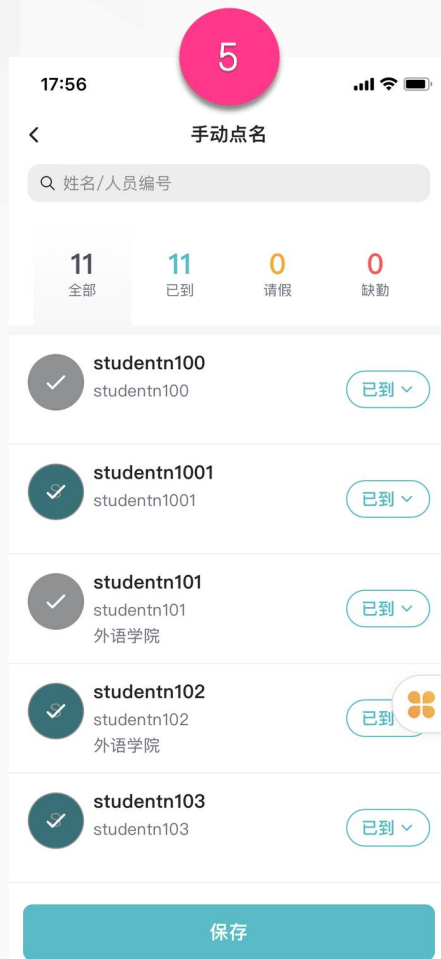 5
17:56
手动点名
姓名/人员编号
11 11 0 0
全部 已到 请假 缺勤
studentn100
studentn100
已到
studentn1001
studentn1001
已到
studentn101
studentn101
已到
外语学院
studentn102
studentn102
已到
外语学院
studentn103
studentn103
已到
保存